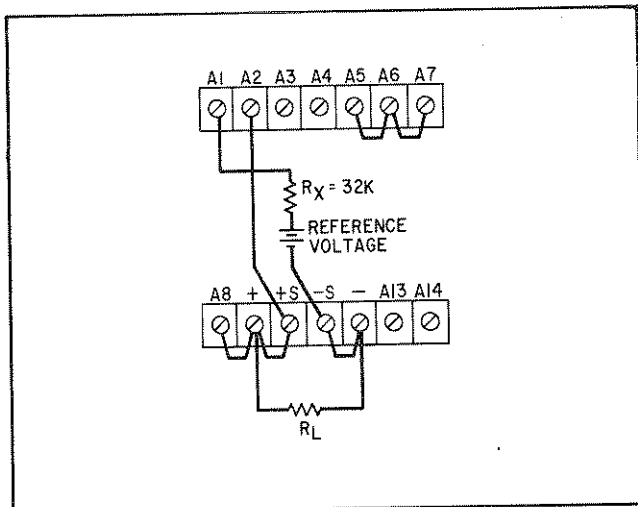 A1 A2 A3 A4 A5 A6 A7
RX = 32K
REFERENCE
VOLTAGE
A8 + +S -S - A13 A14
RL